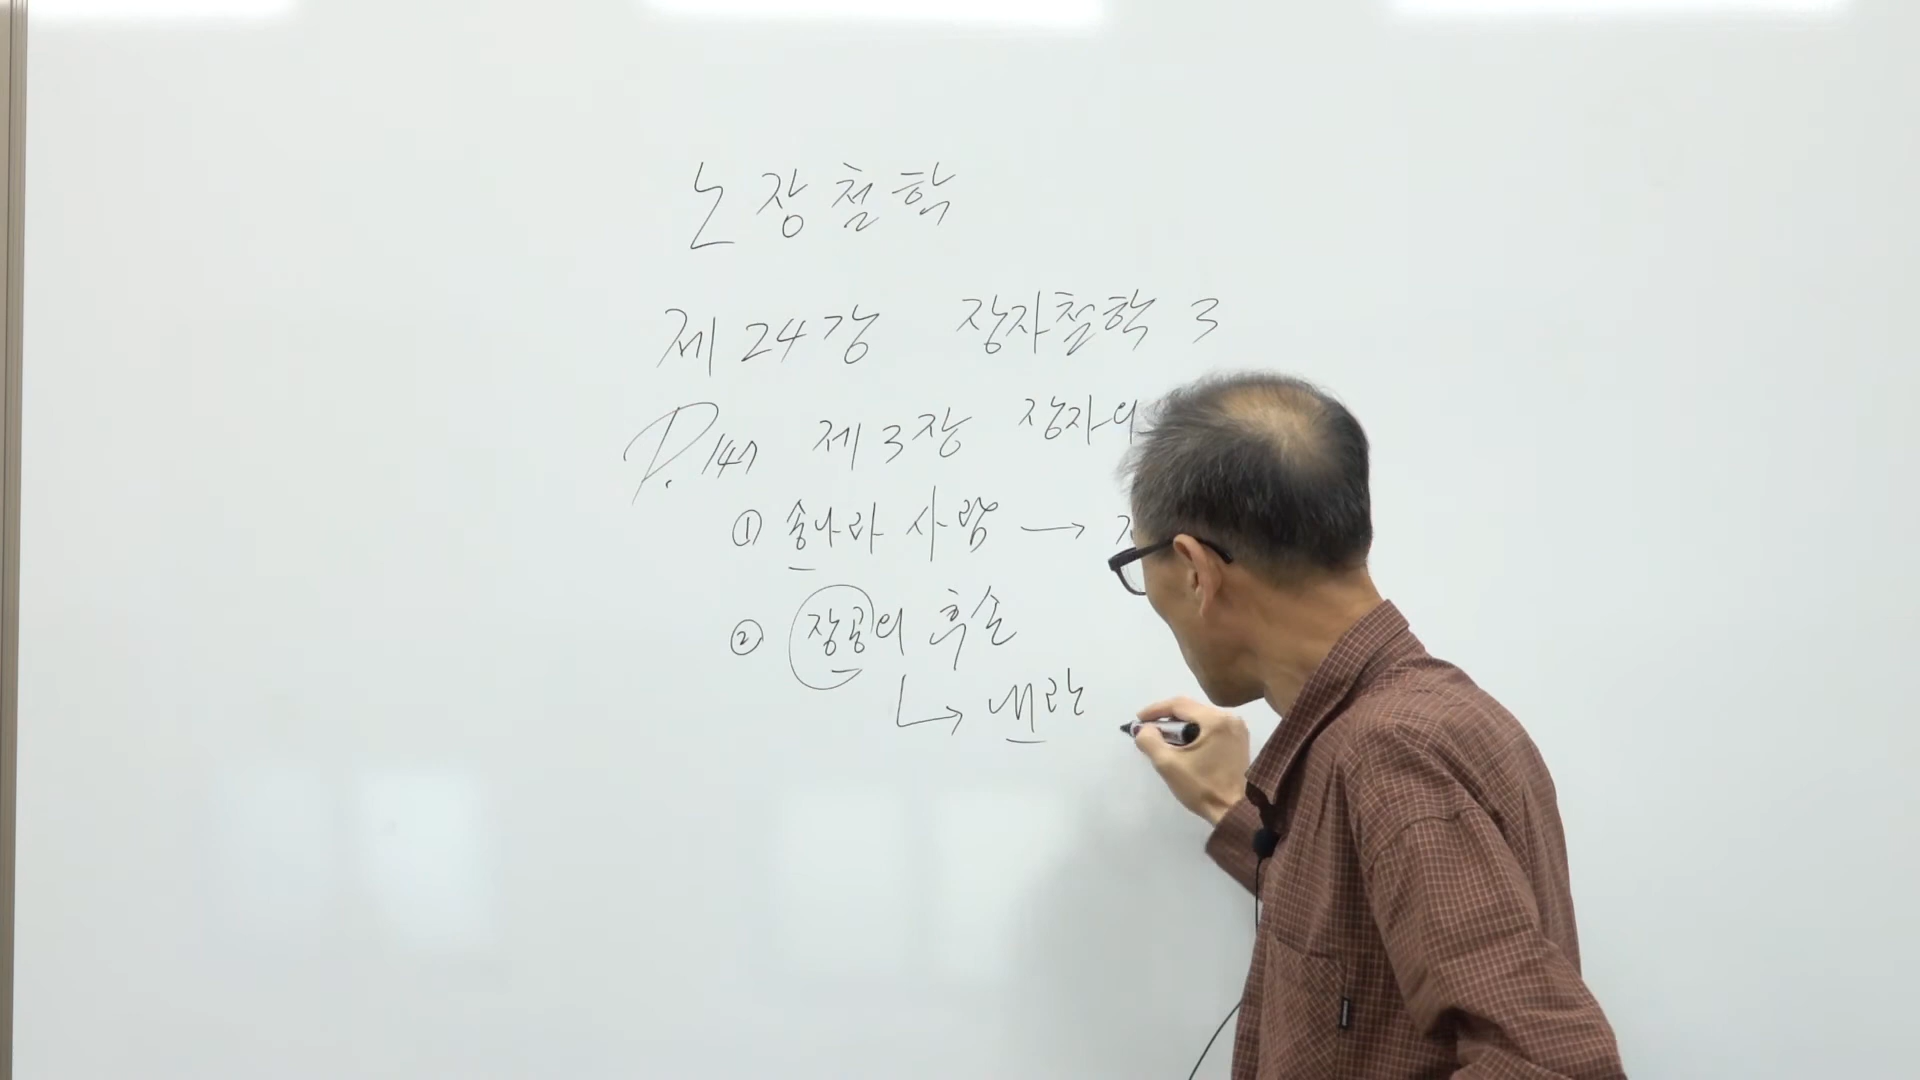 노장철학
제24강 장자철학 3
P.147 제3장 장자의
① 송나라 사람 →
② 장공의 후손
↳ 내란